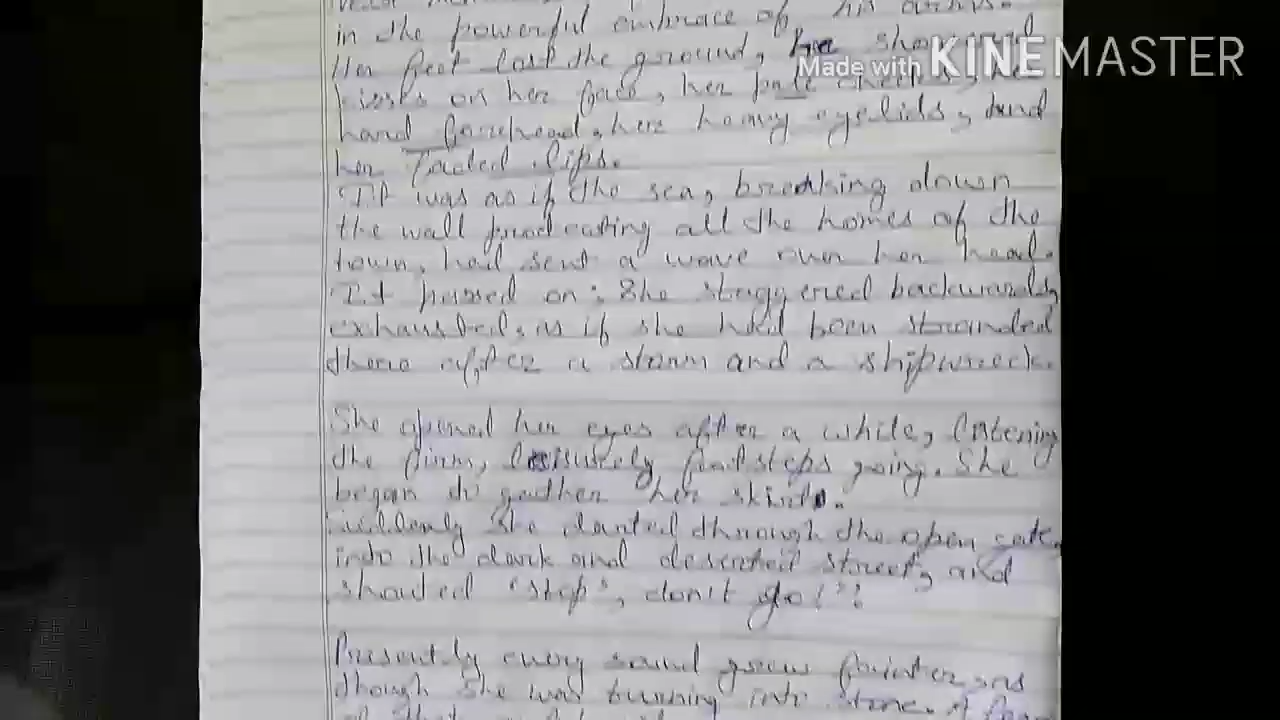 in the powerful embrace of his arms.
Her feet lost the ground, he
Made with KINEMASTER
kisses on her face, her pale
hand forehead, her heavy eyelids, and
her faded lips.
It was as if the sea, breaking down
the wall protecting all the homes of the
town, had sent a wave over her head.
It passed on; She staggered backwards,
exhausted, as if she had been stranded
there after a storm and a shipwreck.
She opened her eyes after a while, listening
the firm, leisurely footsteps going. She
began to gather her skirts.
suddenly she darted through the open gate
into the dark and deserted street, and
shouted 'stop', don't go!'
Presently every sound grew fainter, as
though she was turning into stone. A